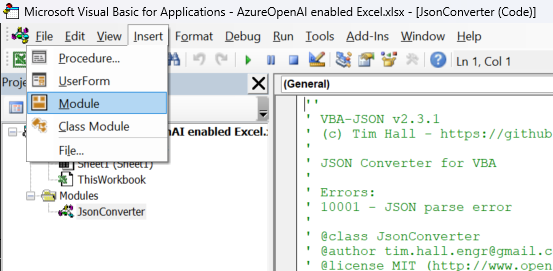 Microsoft Visual Basic for Applications - AzureOpenAI enabled Excel.xlsx - [JsonConverter (Code)]
File Edit View Insert Format Debug Run Tools Add-Ins Window Help
Ln 1, Col 1
Procedure...
UserForm
Module
Class Module
File...
Proje
AI enabled Excel.x
Sheet1 (Sheet1)
ThisWorkbook
Modules
JsonConverter
(General)
''
' VBA-JSON v2.3.1
' (c) Tim Hall - https://github
'
' JSON Converter for VBA
'
' Errors:
' 10001 - JSON parse error
'
' @class JsonConverter
' @author tim.hall.engr@gmail.c
' @license MIT (http://www.open